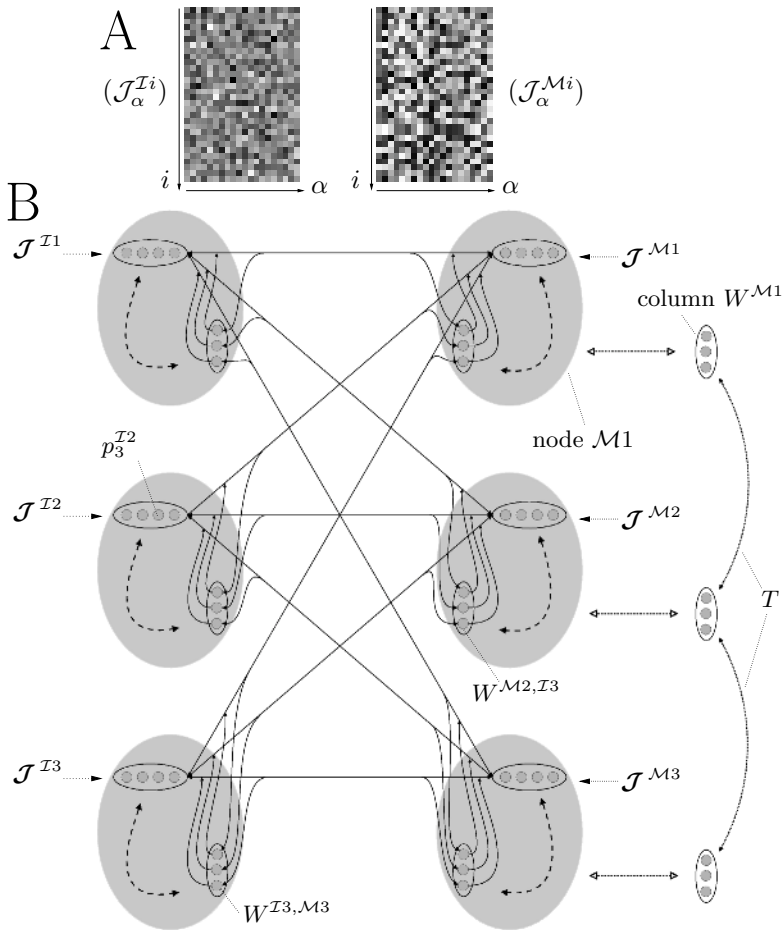 A
(𝒥_α^{ℐi})
(𝒥_α^{ℳi})
i
α
i
α
B
𝓙^{ℐ1}
𝓙^{ℳ1}
column W^{ℳ1}
node ℳ1
p_3^{ℐ2}
𝓙^{ℐ2}
𝓙^{ℳ2}
T
W^{ℳ2,ℐ3}
𝓙^{ℐ3}
𝓙^{ℳ3}
W^{ℐ3,ℳ3}